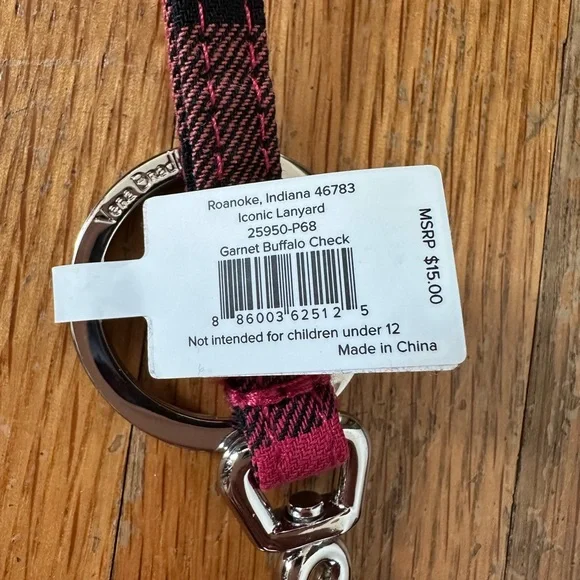 Vera Bradl
Roanoke, Indiana 46783
Iconic Lanyard
25950-P68
Garnet Buffalo Check
8 86003 62512 5
Not intended for children under 12
Made in China
MSRP $15.00